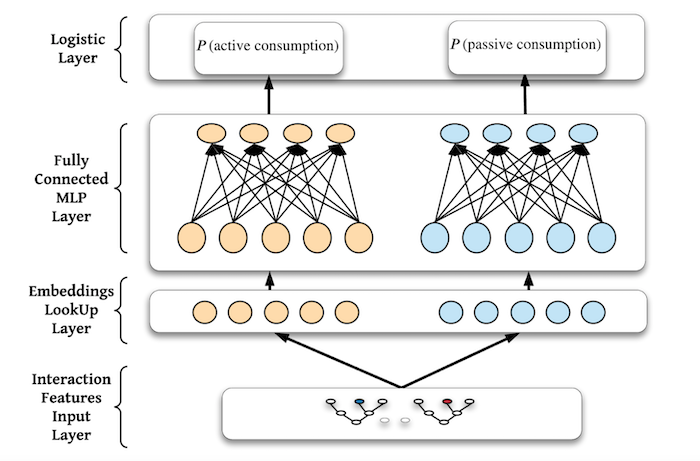 Logistic
Layer
P (active consumption)
P (passive consumption)
Fully
Connected
MLP
Layer
Embeddings
LookUp
Layer
Interaction
Features
Input
Layer